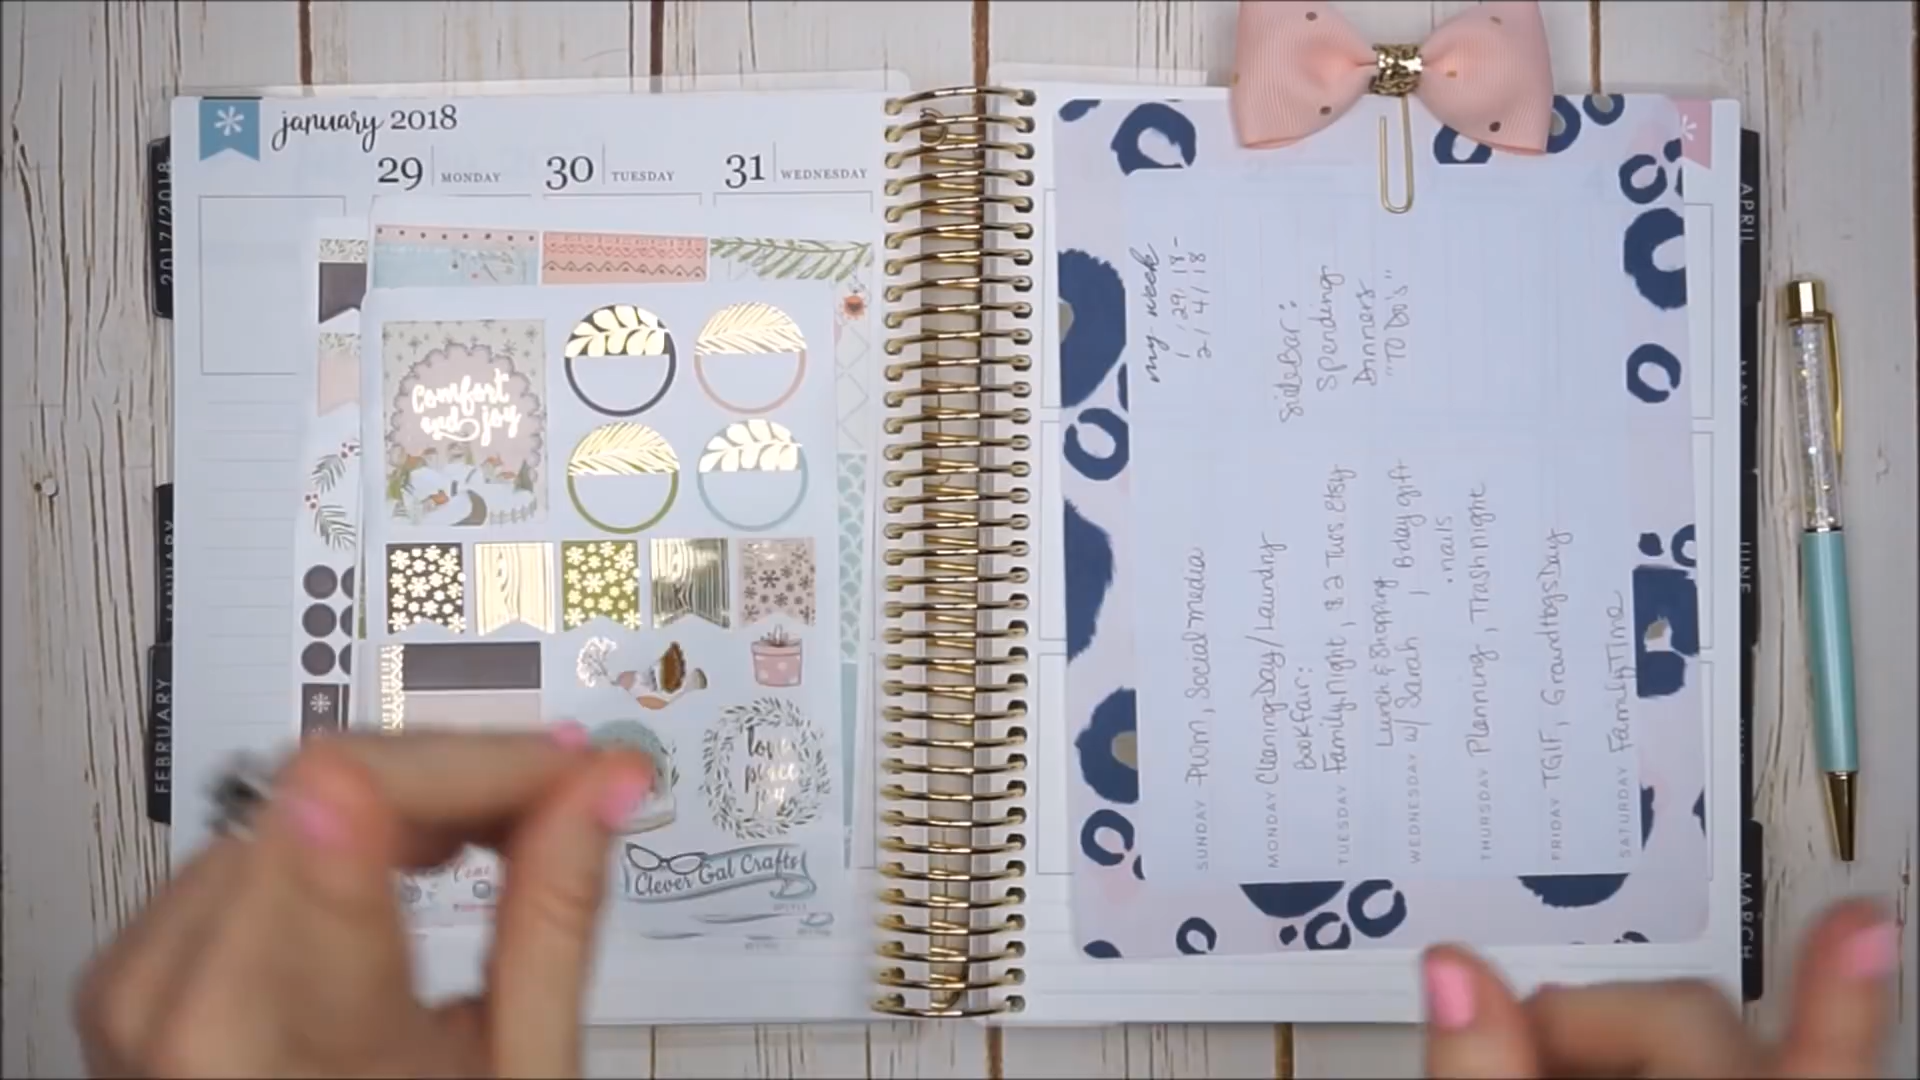 january 2018
29 MONDAY
30 TUESDAY
31 WEDNESDAY
2017/2018
JANUARY
FEBRUARY
comfort
and joy
love
peace
joy
Clever Gal Crafts
my week
1/29/18-
2/4/18
SideBar:
Spending
Dinners
"TO DO's"
SUNDAY PWM, Social media
MONDAY Cleaning Day/Laundry
Bookfair:
TUESDAY Family Night, $2 Tues. Etsy
Lunch & Shopping
WEDNESDAY w/ Sarah, Bday gift
. nails
THURSDAY Planning, Trash night
FRIDAY TGIF, Groundhogs Day
SATURDAY Family Time
APRIL
MAY
JUNE
MARCH